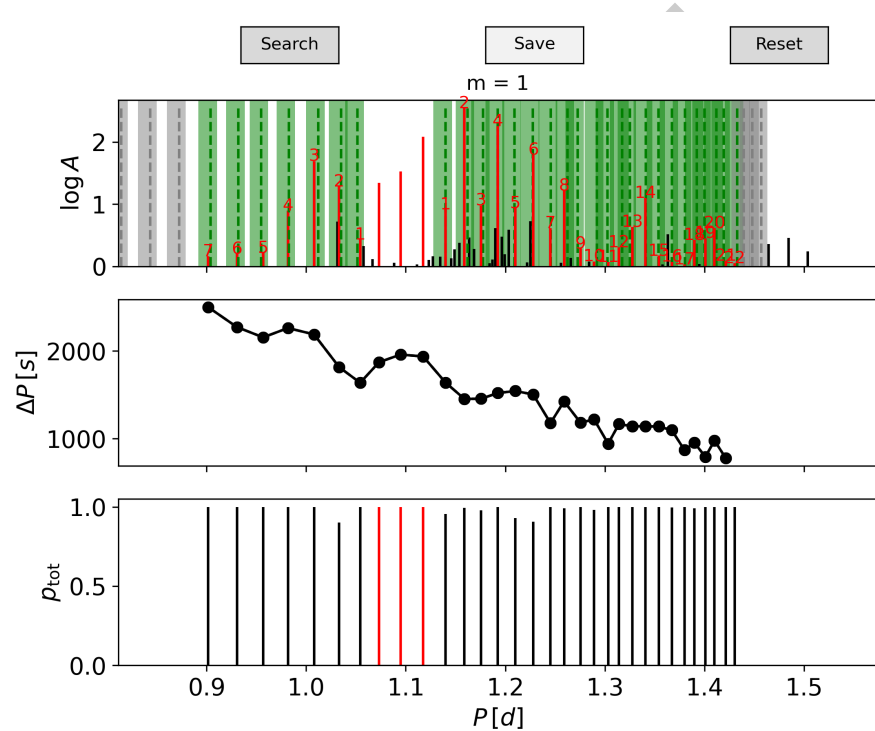 Search Save Reset
m = 1
log A
2
1
0
7 6 5 4 3 2 1 1 2 3 4 5 6 7 8 9 10 11 12 13 14 15 16 17 18 19 20 21 22
ΔP [s]
2000
1000
p_tot
1.0
0.5
0.0
0.9 1.0 1.1 1.2 1.3 1.4 1.5
P [d]